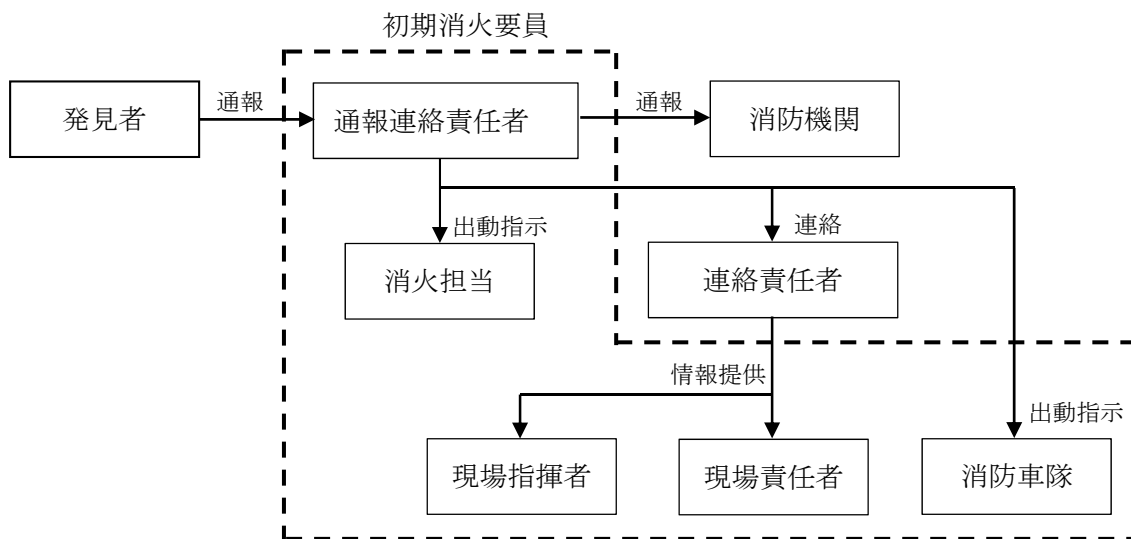 初期消火要員
発見者
通報
通報連絡責任者
通報
消防機関
出動指示
連絡
消火担当
連絡責任者
情報提供
出動指示
現場指揮者
現場責任者
消防車隊